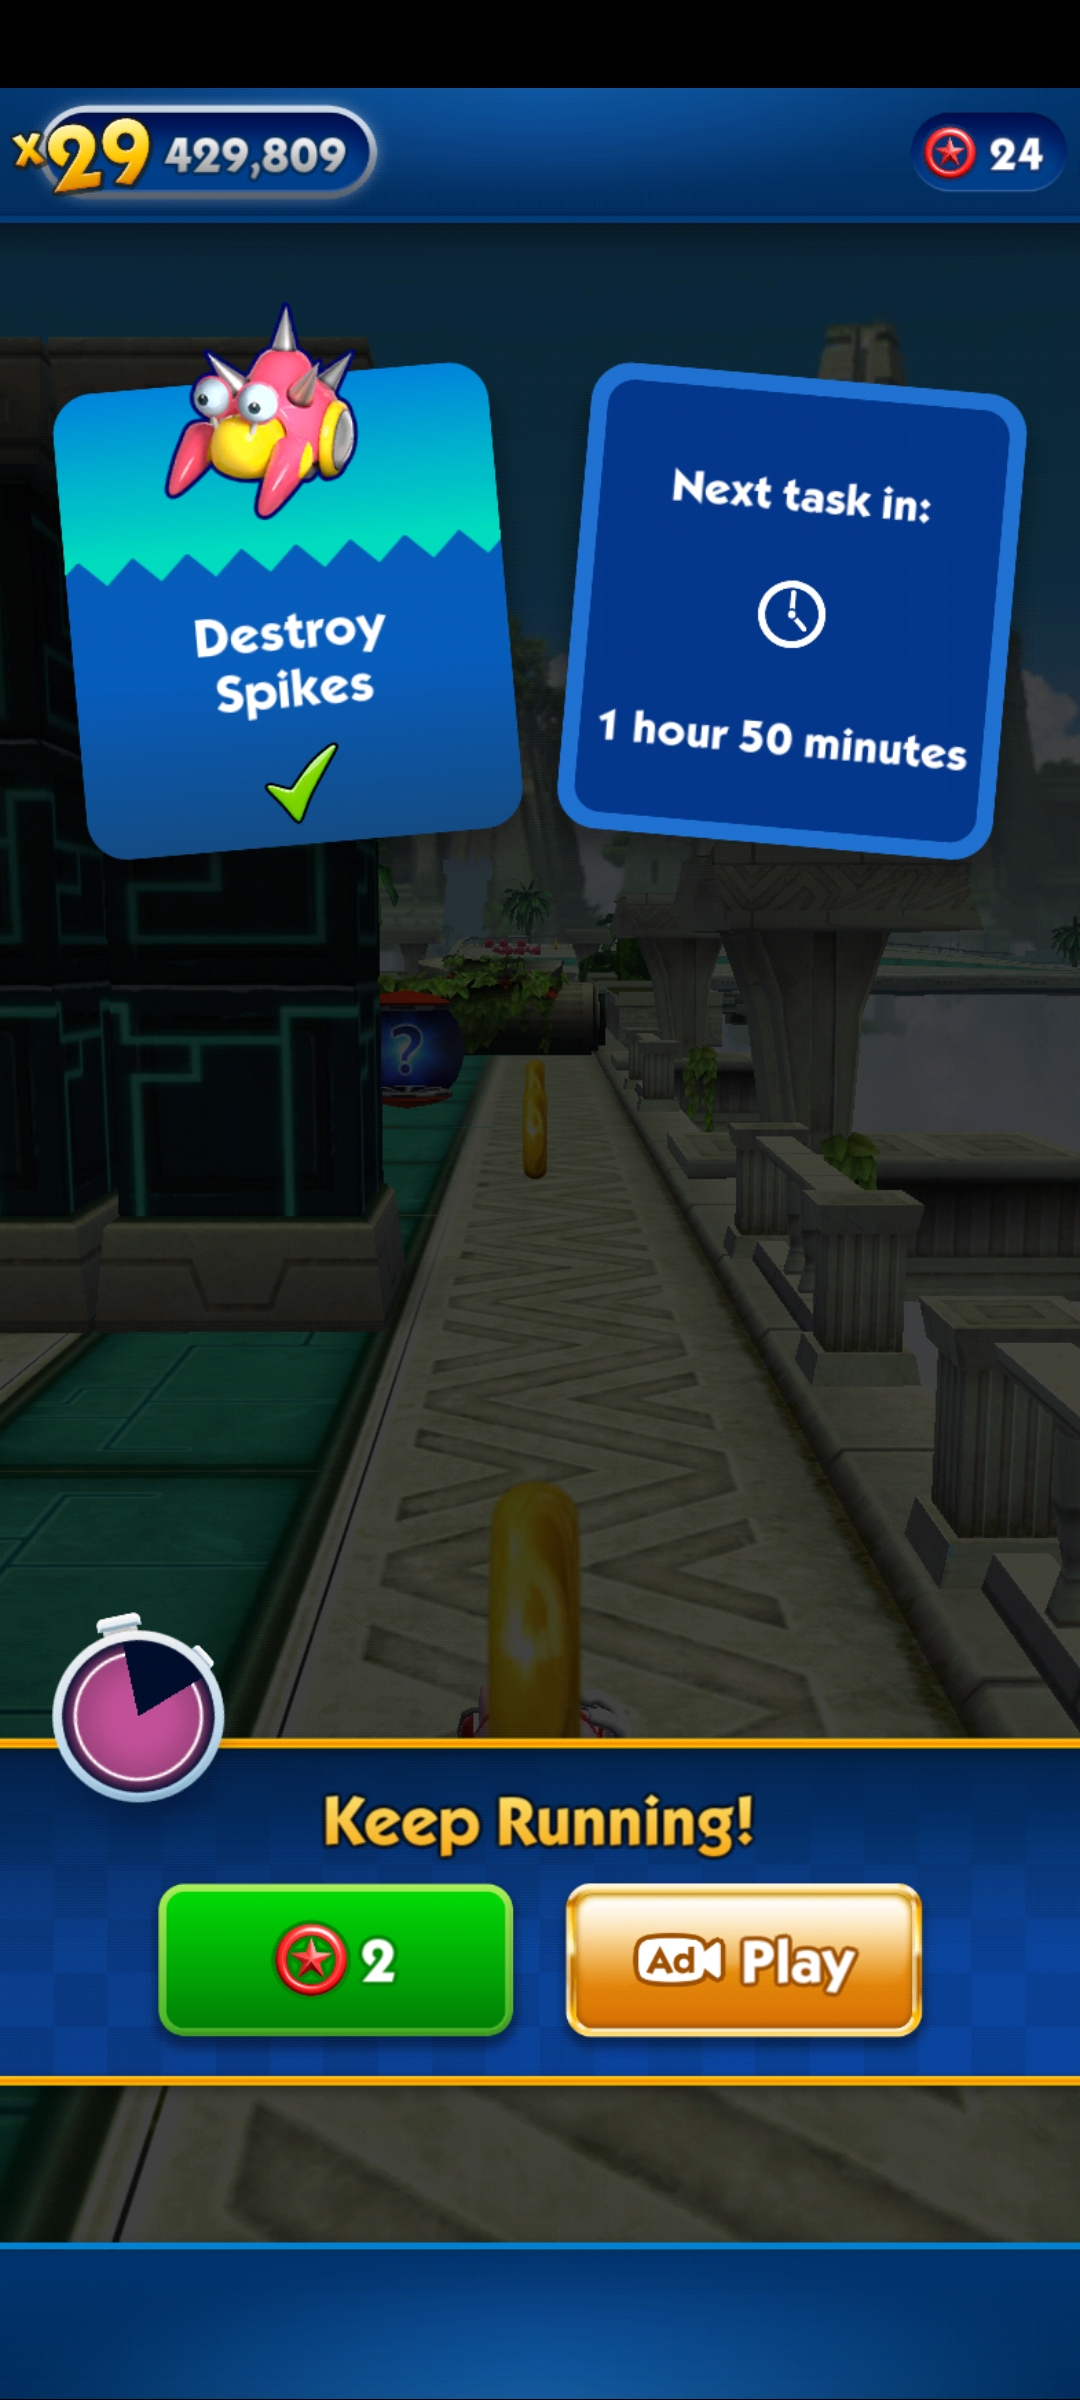 x29 429,809
24
Next task in:
Destroy
Spikes
1 hour 50 minutes
?
Keep Running!
2
Ad Play